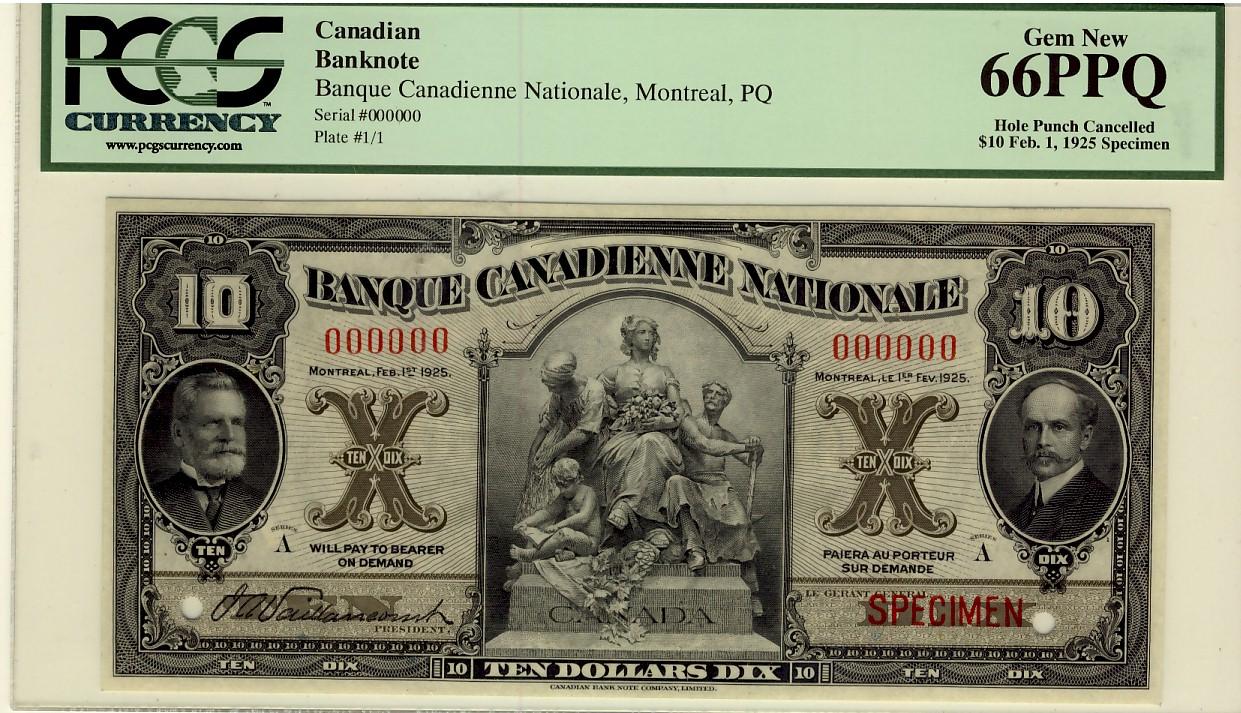 PCGS
CURRENCY
™
www.pcgscurrency.com
Canadian
Banknote
Banque Canadienne Nationale, Montreal, PQ
Serial #000000
Plate #1/1
Gem New
66PPQ
Hole Punch Cancelled
$10 Feb. 1, 1925 Specimen
10
10
BANQUE CANADIENNE NATIONALE
10
10
000000
000000
MONTREAL, FEB. 1ST 1925.
MONTREAL, LE 1ER FEV. 1925.
X
TEN X DIX
X
TEN X DIX
SERIES
A
SERIES
A
WILL PAY TO BEARER
ON DEMAND
PAIERA AU PORTEUR
SUR DEMANDE
TEN
DIX
LE GERANT GENERAL
SPECIMEN
PRESIDENT.
CANADA
TEN DIX
10 TEN DOLLARS DIX 10
TEN DIX
CANADIAN BANK NOTE COMPANY, LIMITED.